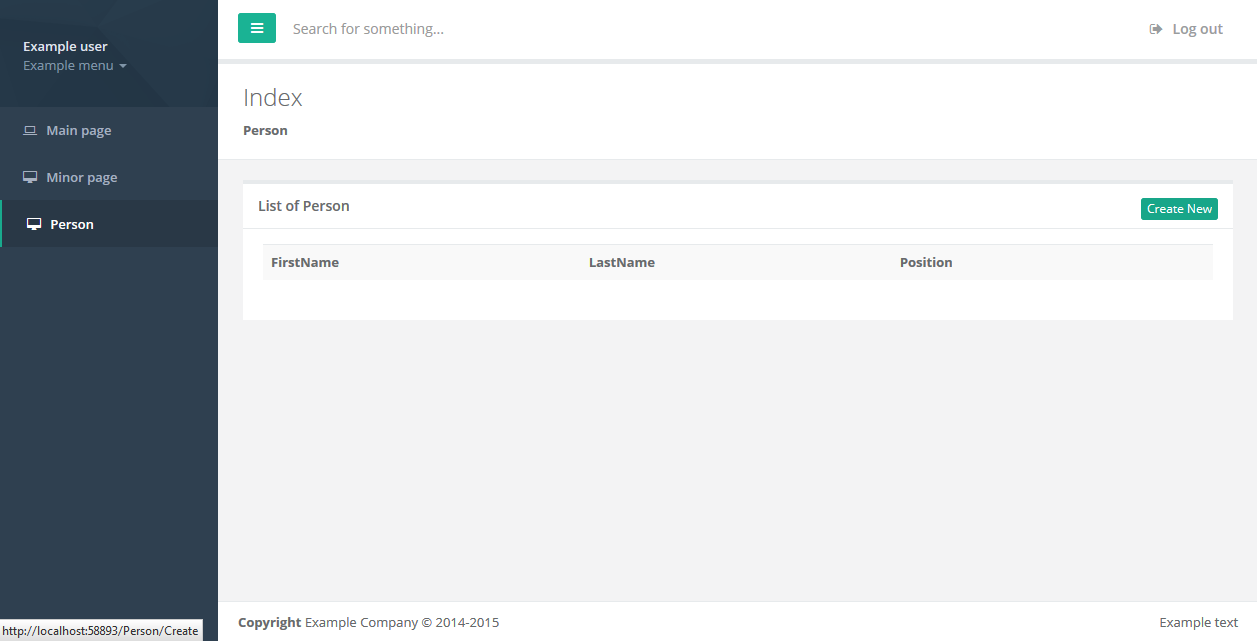 Example user
Example menu
Search for something...
Log out
Main page
Minor page
Person
Index
Person
List of Person
Create New
FirstName LastName Position
Copyright Example Company © 2014-2015
Example text
http://localhost:58893/Person/Create